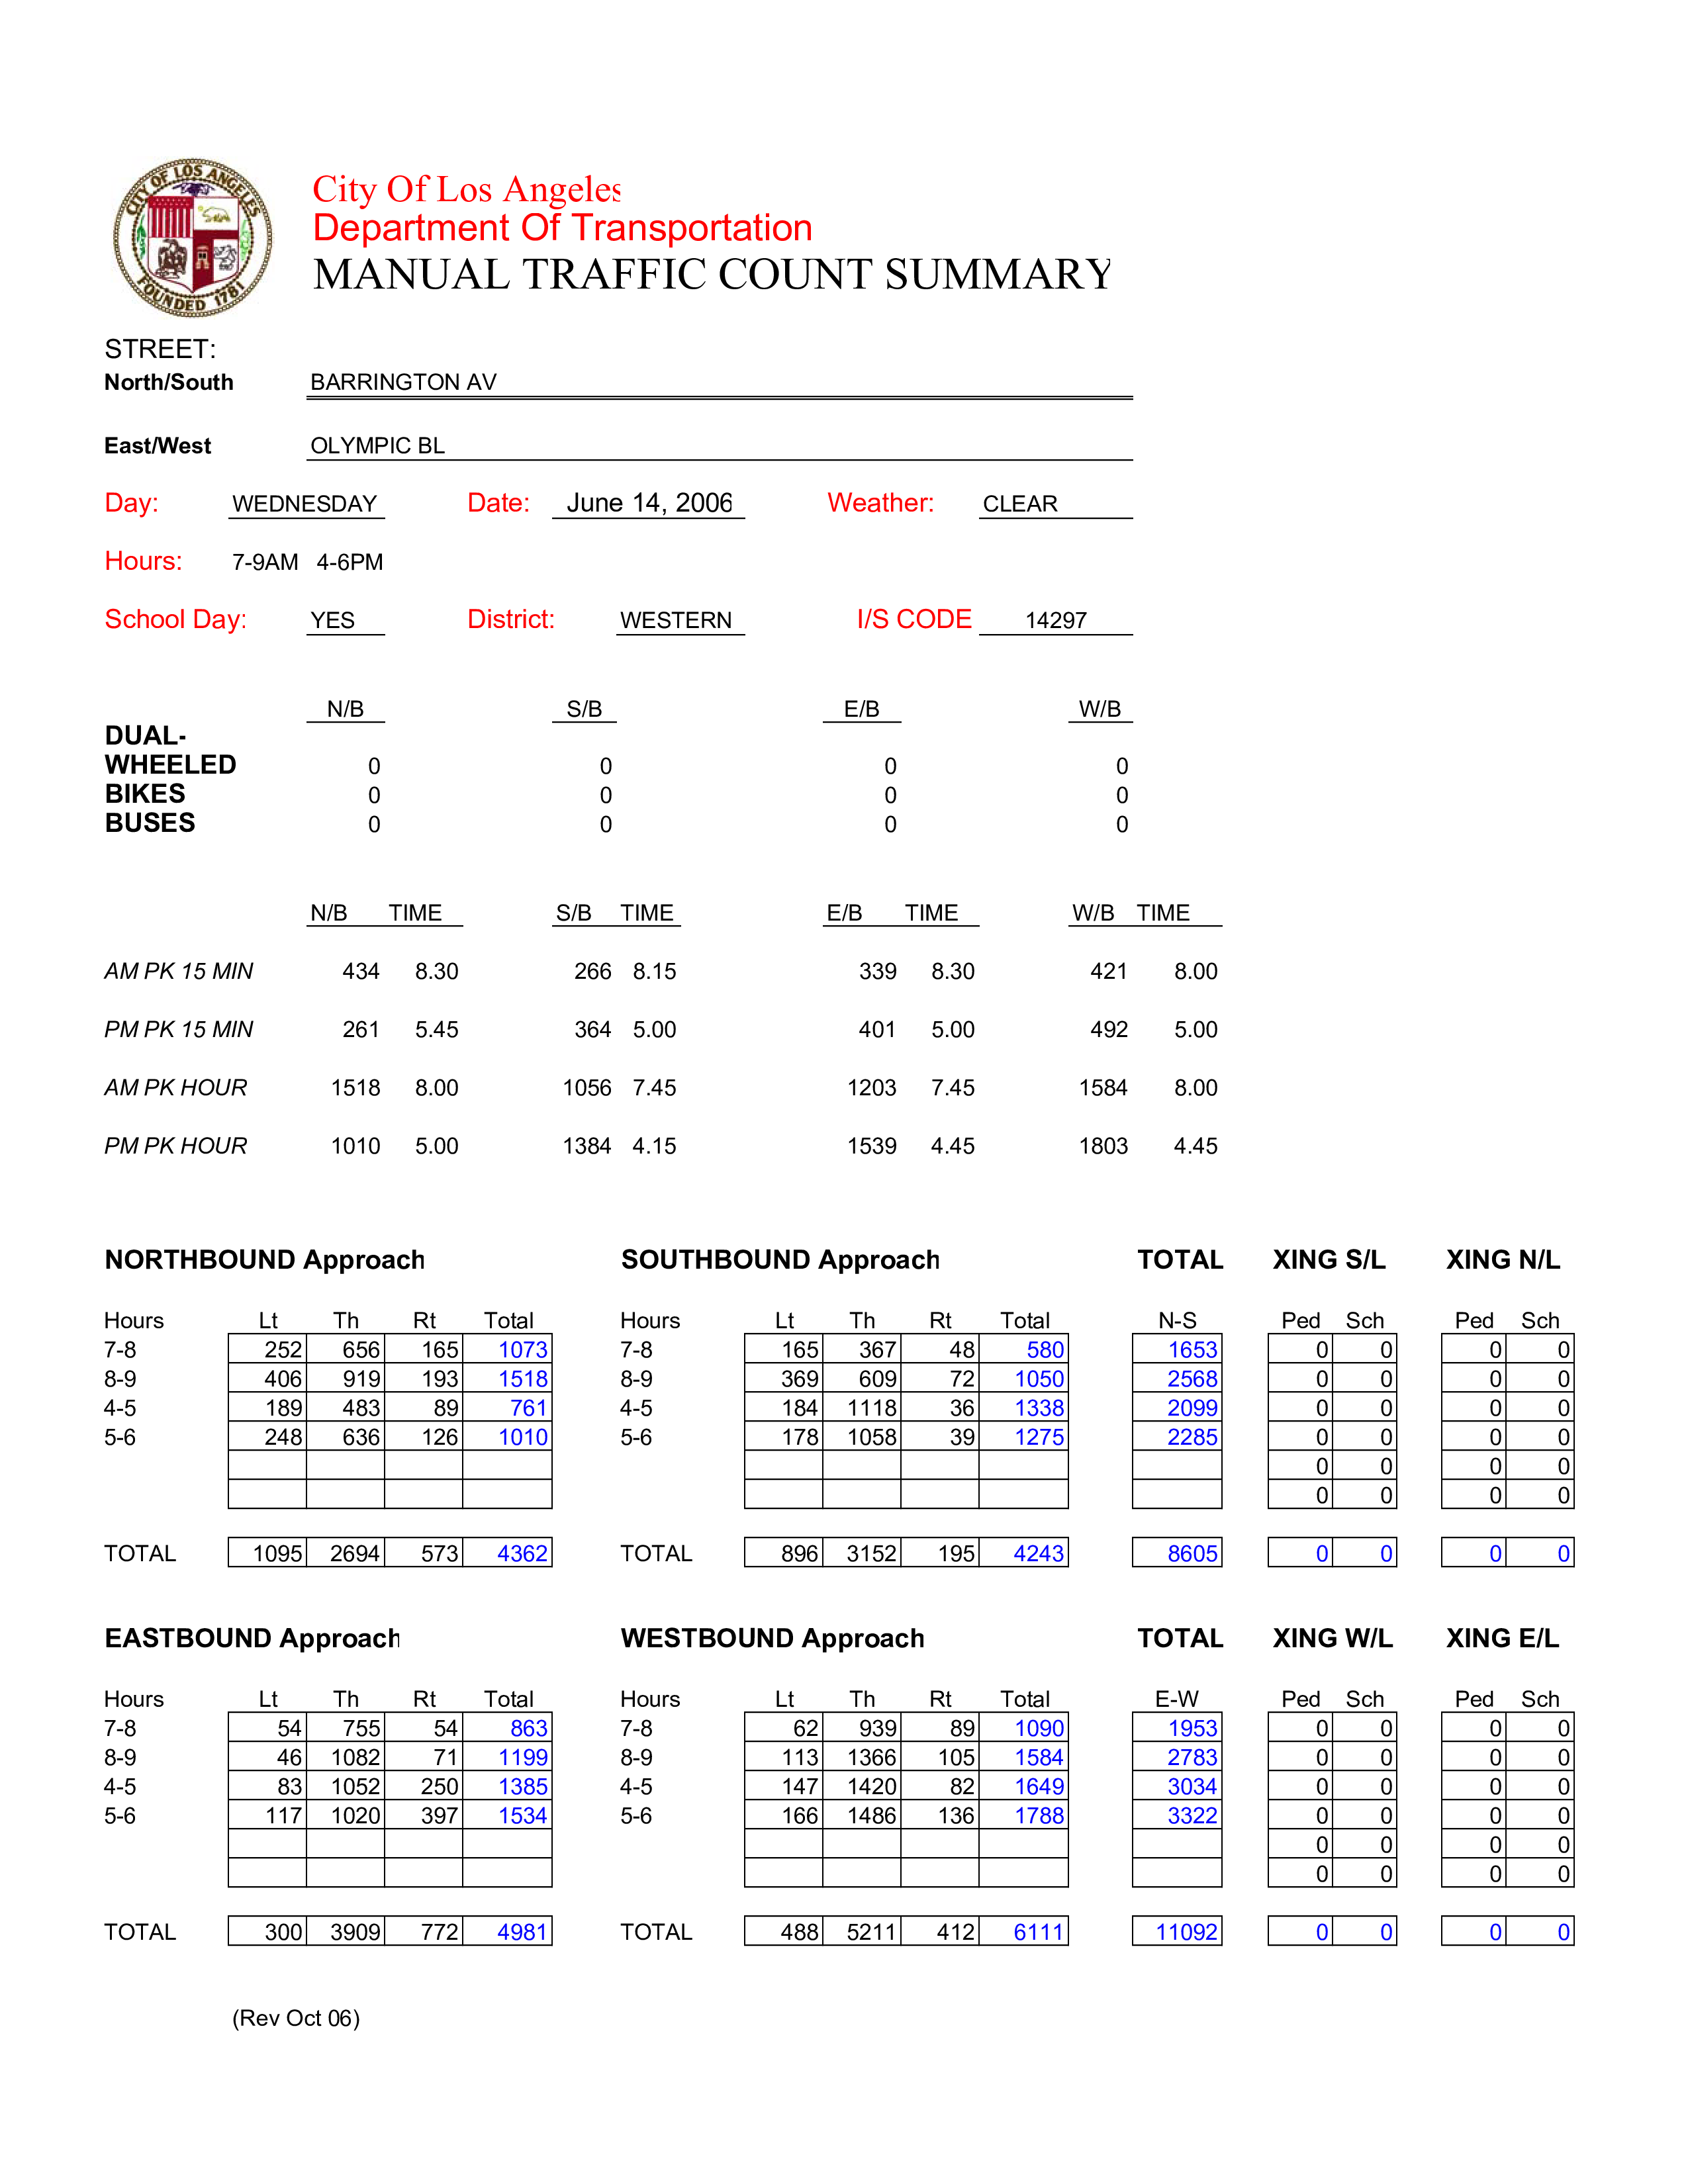 CITY OF LOS ANGELES
FOUNDED 1781
City Of Los Angeles
Department Of Transportation
MANUAL TRAFFIC COUNT SUMMARY
STREET:
North/South BARRINGTON AV
East/West OLYMPIC BL
Day: WEDNESDAY Date: June 14, 2006 Weather: CLEAR
Hours: 7-9AM 4-6PM
School Day: YES District: WESTERN I/S CODE 14297
N/B S/B E/B W/B
DUAL-
WHEELED 0 0 0 0
BIKES 0 0 0 0
BUSES 0 0 0 0
N/B TIME S/B TIME E/B TIME W/B TIME
AM PK 15 MIN 434 8.30 266 8.15 339 8.30 421 8.00
PM PK 15 MIN 261 5.45 364 5.00 401 5.00 492 5.00
AM PK HOUR 1518 8.00 1056 7.45 1203 7.45 1584 8.00
PM PK HOUR 1010 5.00 1384 4.15 1539 4.45 1803 4.45
NORTHBOUND Approach SOUTHBOUND Approach TOTAL XING S/L XING N/L
Hours Lt Th Rt Total Hours Lt Th Rt Total N-S Ped Sch Ped Sch
7-8 252 656 165 1073 7-8 165 367 48 580 1653 0 0 0 0
8-9 406 919 193 1518 8-9 369 609 72 1050 2568 0 0 0 0
4-5 189 483 89 761 4-5 184 1118 36 1338 2099 0 0 0 0
5-6 248 636 126 1010 5-6 178 1058 39 1275 2285 0 0 0 0
0 0 0 0
0 0 0 0
TOTAL 1095 2694 573 4362 TOTAL 896 3152 195 4243 8605 0 0 0 0
EASTBOUND Approach WESTBOUND Approach TOTAL XING W/L XING E/L
Hours Lt Th Rt Total Hours Lt Th Rt Total E-W Ped Sch Ped Sch
7-8 54 755 54 863 7-8 62 939 89 1090 1953 0 0 0 0
8-9 46 1082 71 1199 8-9 113 1366 105 1584 2783 0 0 0 0
4-5 83 1052 250 1385 4-5 147 1420 82 1649 3034 0 0 0 0
5-6 117 1020 397 1534 5-6 166 1486 136 1788 3322 0 0 0 0
0 0 0 0
0 0 0 0
TOTAL 300 3909 772 4981 TOTAL 488 5211 412 6111 11092 0 0 0 0
(Rev Oct 06)